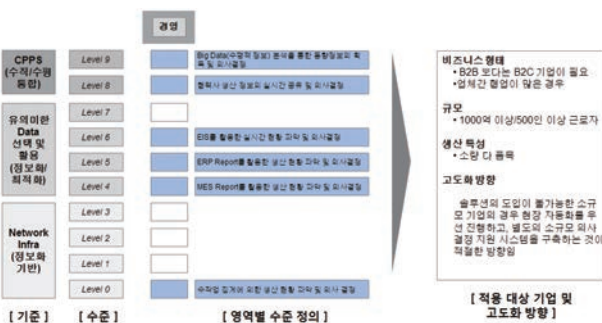 경영
CPPS
(수직/수평
통합)
유의미한
Data
선택 및
활용
(정보화/
최적화)
Network
Infra
(정보화
기반)
Level 9
Level 8
Level 7
Level 6
Level 5
Level 4
Level 3
Level 2
Level 1
Level 0
Big Data(수평적 정보) 분석을 통한 동향정보의 획
득 및 의사결정
협력사 생산 정보의 실시간 공유 및 의사결정
EIS를 활용한 실시간 현황 파악 및 의사결정
ERP Report를 활용한 생산 현황 파악 및 의사결정
MES Report를 활용한 생산 현황 파악 및 의사결정
수작업 집계에 의한 생산 현황 파악 및 의사 결정
비즈니스 형태
• B2B 보다는 B2C 기업이 필요
• 업체간 협업이 많은 경우
규모
• 1000억 이상/500인 이상 근로자
생산 특성
• 소량 다 품목
고도화 방향
솔루션의 도입이 불가능한 소규
모 기업의 경우 현장 자동화를 우
선 진행하고, 별도의 소규모 의사
결정 지원 시스템을 구축하는 것이
적절한 방향임
[ 기준 ]
[ 수준 ]
[ 영역별 수준 정의 ]
[ 적용 대상 기업 및
고도화 방향 ]